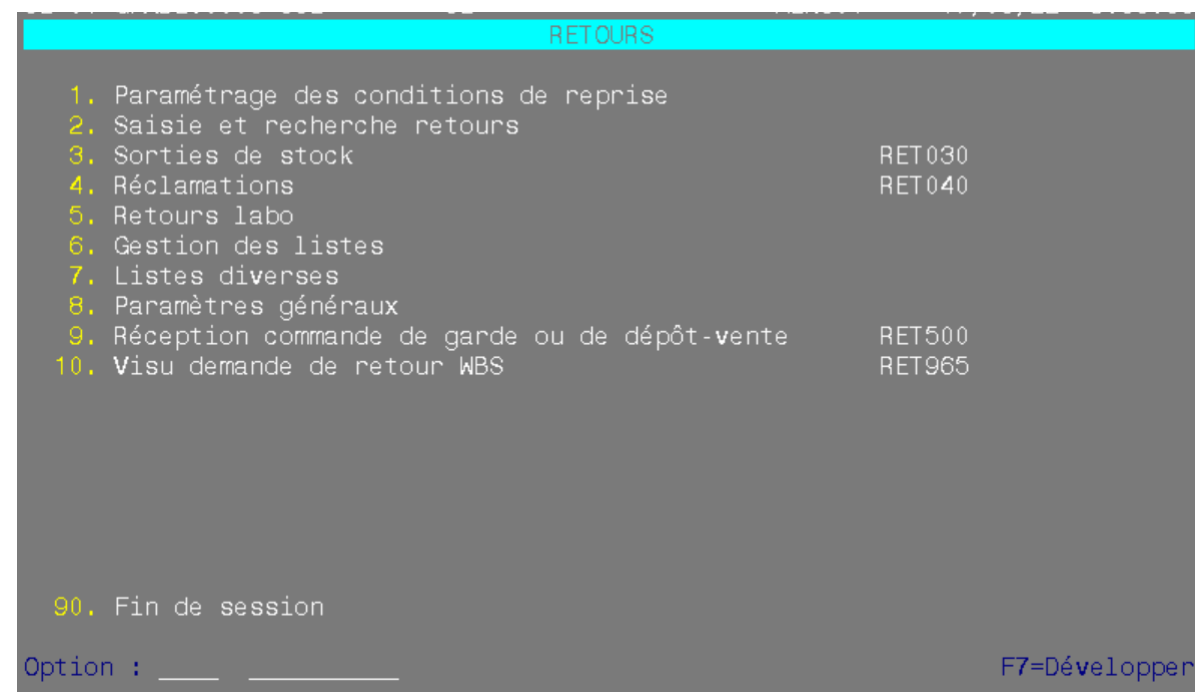 RETOURS
1. Paramétrage des conditions de reprise
2. Saisie et recherche retours
3. Sorties de stock RET030
4. Réclamations RET040
5. Retours labo
6. Gestion des listes
7. Listes diverses
8. Paramètres généraux
9. Réception commande de garde ou de dépôt-vente RET500
10. Visu demande de retour WBS RET965
90. Fin de session
Option : ____ __________ F7=Développer